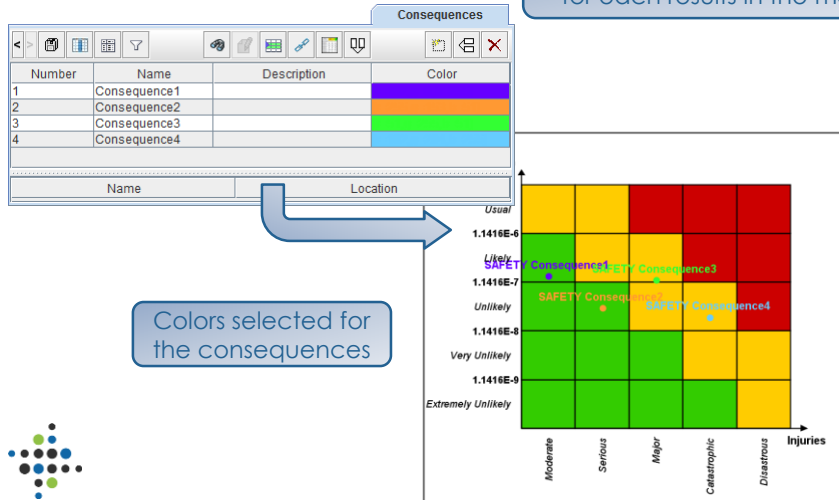 for each results in the m
Consequences
Number Name Description Color
1 Consequence1
2 Consequence2
3 Consequence3
4 Consequence4
Name Location
Colors selected for
the consequences
Usual
1.1416E-6
Likely
SAFETY Consequence1
SAFETY Consequence3
1.1416E-7
SAFETY Consequence2
SAFETY Consequence4
Unlikely
1.1416E-8
Very Unlikely
1.1416E-9
Extremely Unlikely
Injuries
Moderate
Serious
Major
Catastrophic
Disastrous